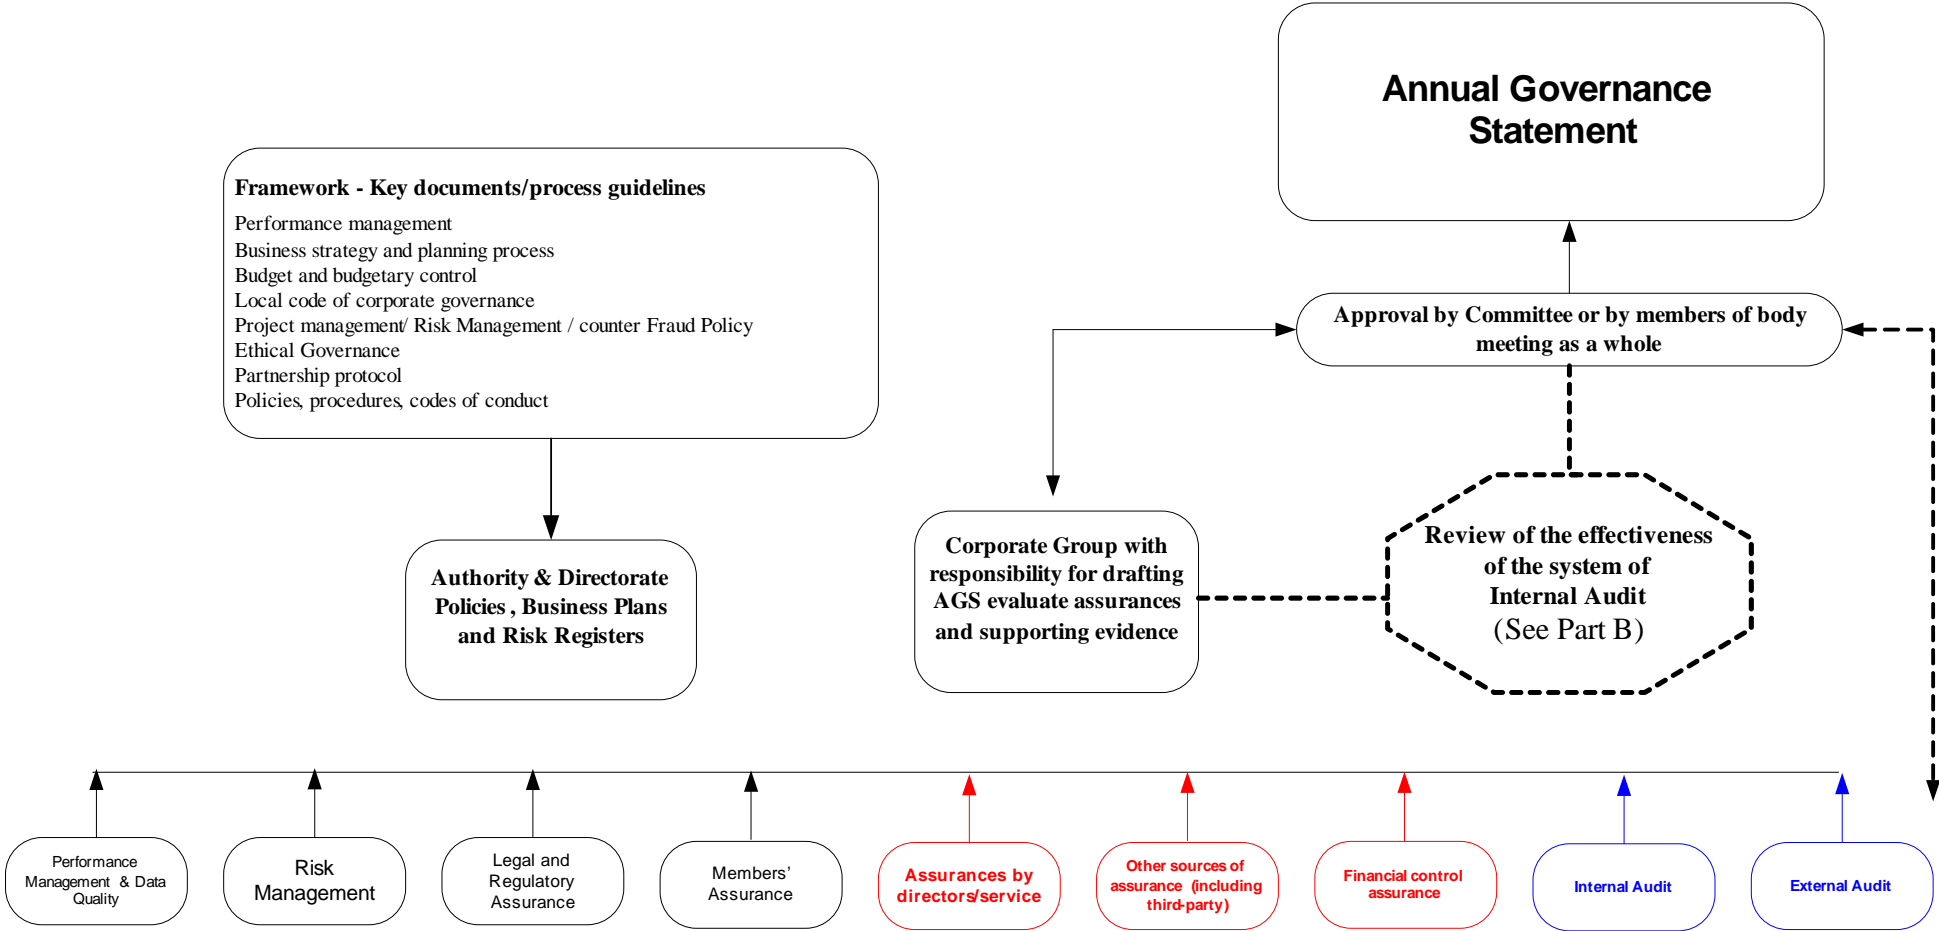 Annual Governance
Statement
Framework - Key documents/process guidelines
Performance management
Business strategy and planning process
Budget and budgetary control
Local code of corporate governance
Project management/ Risk Management / counter Fraud Policy
Ethical Governance
Partnership protocol
Policies, procedures, codes of conduct
Approval by Committee or by members of body
meeting as a whole
Authority & Directorate
Policies , Business Plans
and Risk Registers
Corporate Group with
responsibility for drafting
AGS evaluate assurances
and supporting evidence
Review of the effectiveness
of the system of
Internal Audit
(See Part B)
Performance
Management & Data
Quality
Risk
Management
Legal and
Regulatory
Assurance
Members’
Assurance
Assurances by
directors/service
Other sources of
assurance (including
third-party)
Financial control
assurance
Internal Audit
External Audit